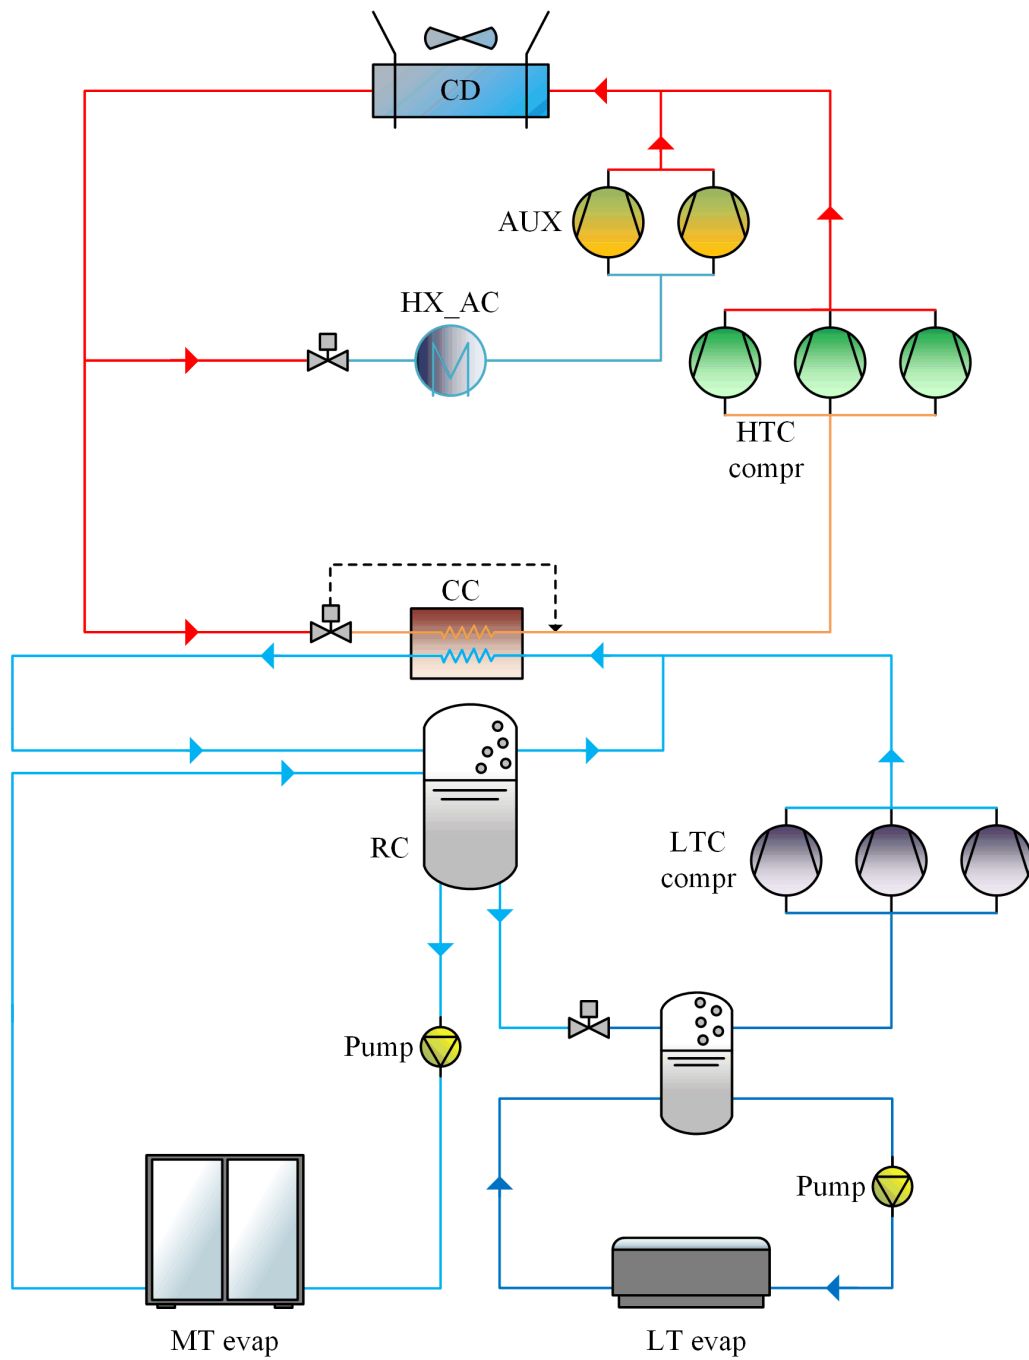 CD
AUX
HX_AC
HTC
compr
CC
RC
LTC
compr
Pump
Pump
MT evap
LT evap